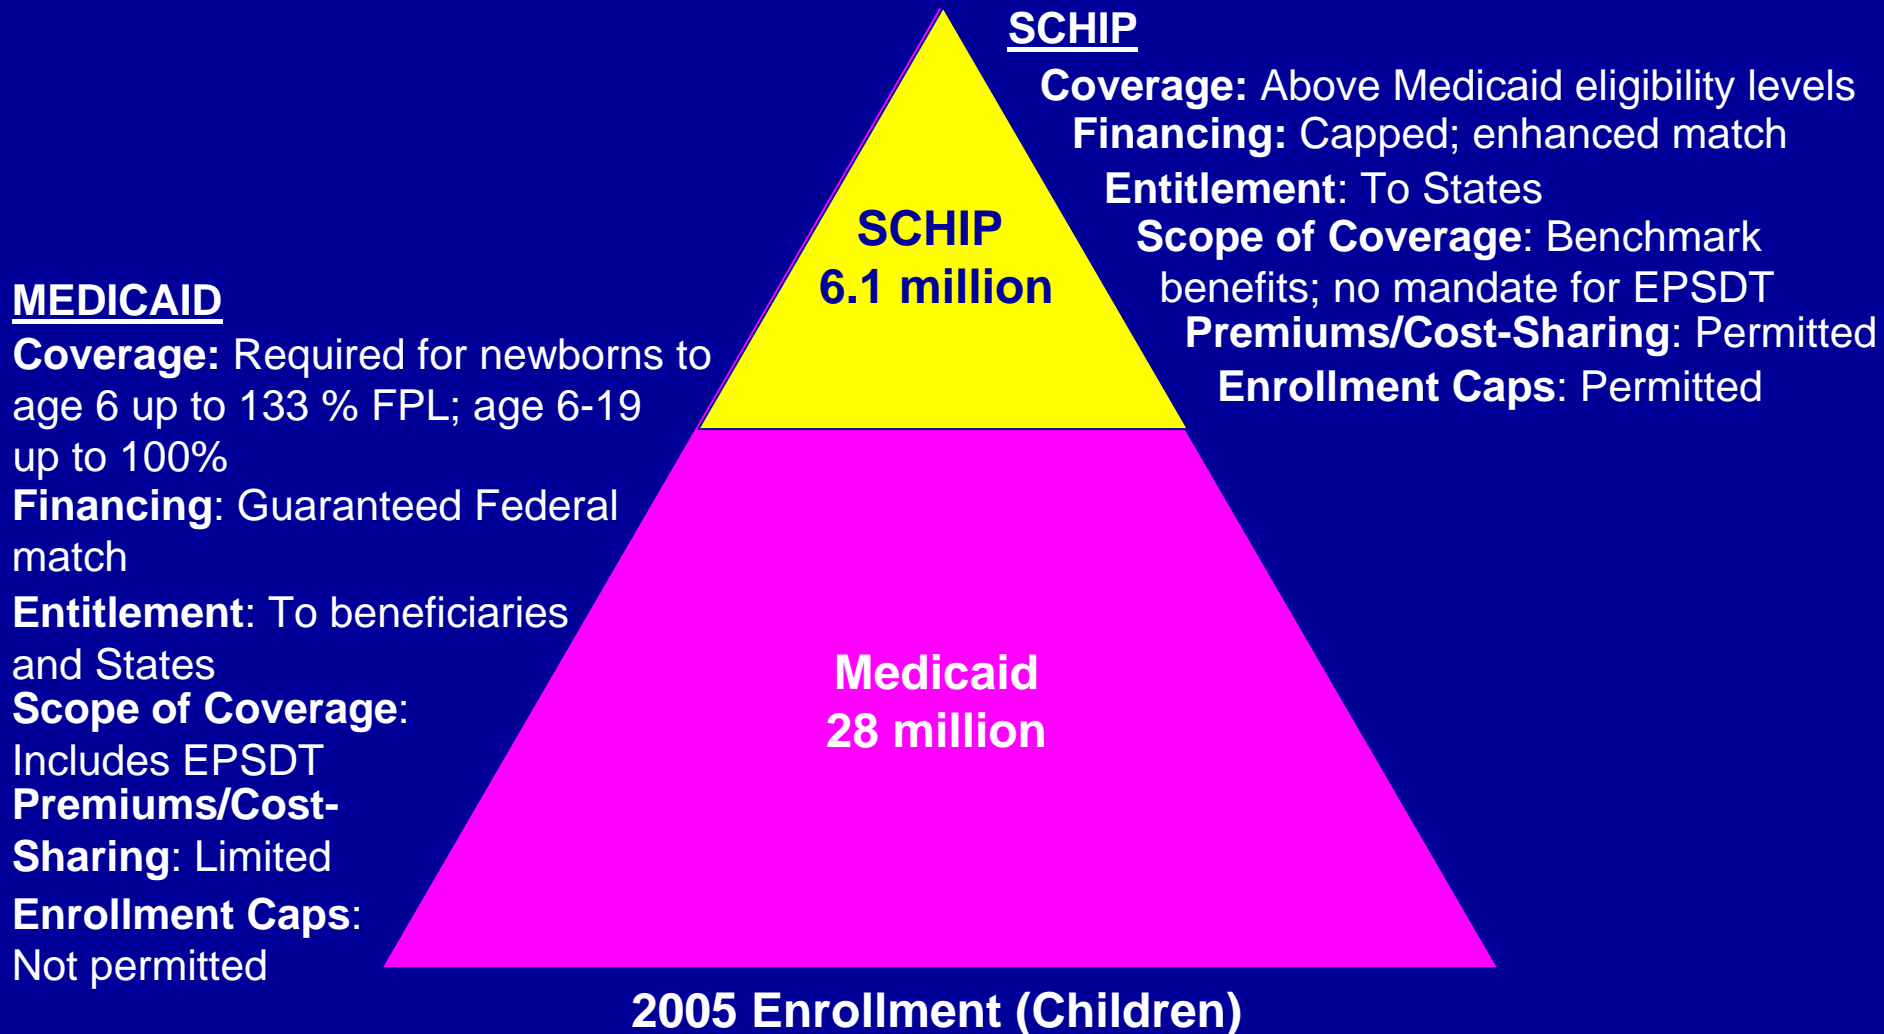 SCHIP
Coverage: Above Medicaid eligibility levels
Financing: Capped; enhanced match
Entitlement: To States
Scope of Coverage: Benchmark
benefits; no mandate for EPSDT
Premiums/Cost-Sharing: Permitted
Enrollment Caps: Permitted
SCHIP
6.1 million
MEDICAID
Coverage: Required for newborns to
age 6 up to 133 % FPL; age 6-19
up to 100%
Financing: Guaranteed Federal
match
Entitlement: To beneficiaries
and States
Scope of Coverage:
Includes EPSDT
Premiums/Cost-
Sharing: Limited
Enrollment Caps:
Not permitted
Medicaid
28 million
2005 Enrollment (Children)